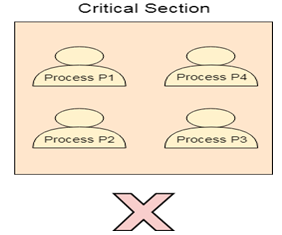 Critical Section
Process P1
Process P4
Process P2
Process P3